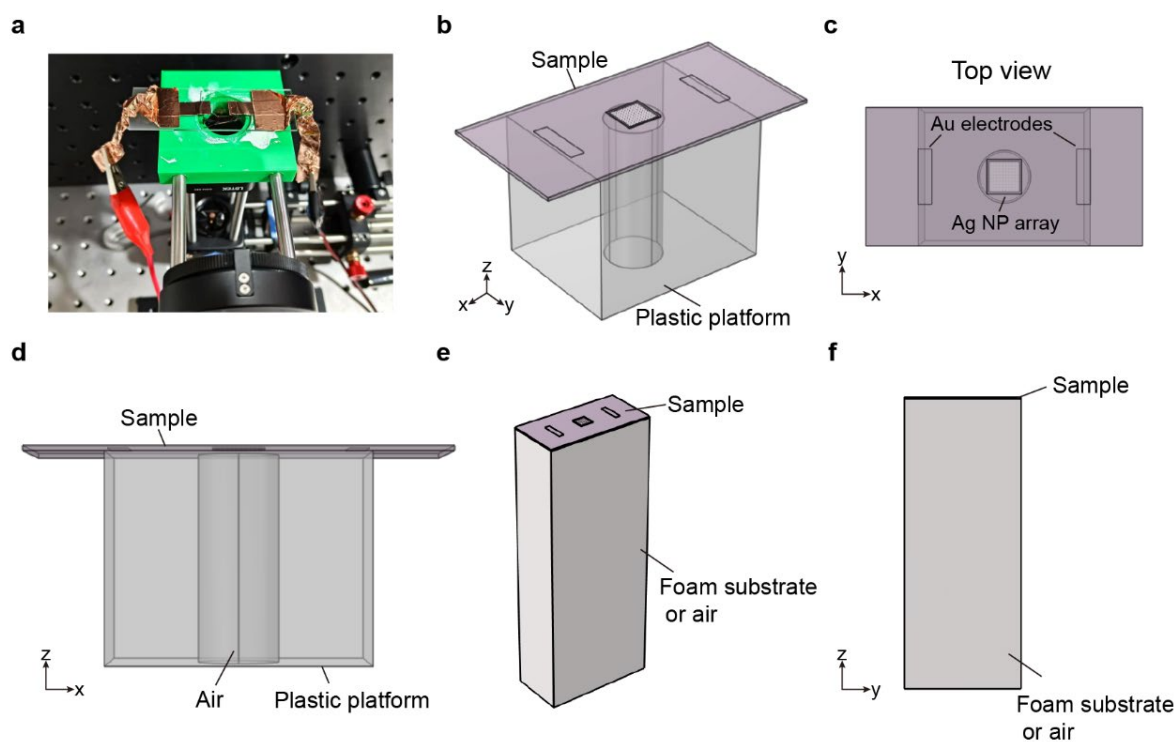 a
b
Sample
z
x
y
Plastic platform
c
Top view
Au electrodes
Ag NP array
y
x
d
Sample
z
x
Air
Plastic platform
e
Sample
Foam substrate
or air
f
Sample
z
y
Foam substrate
or air